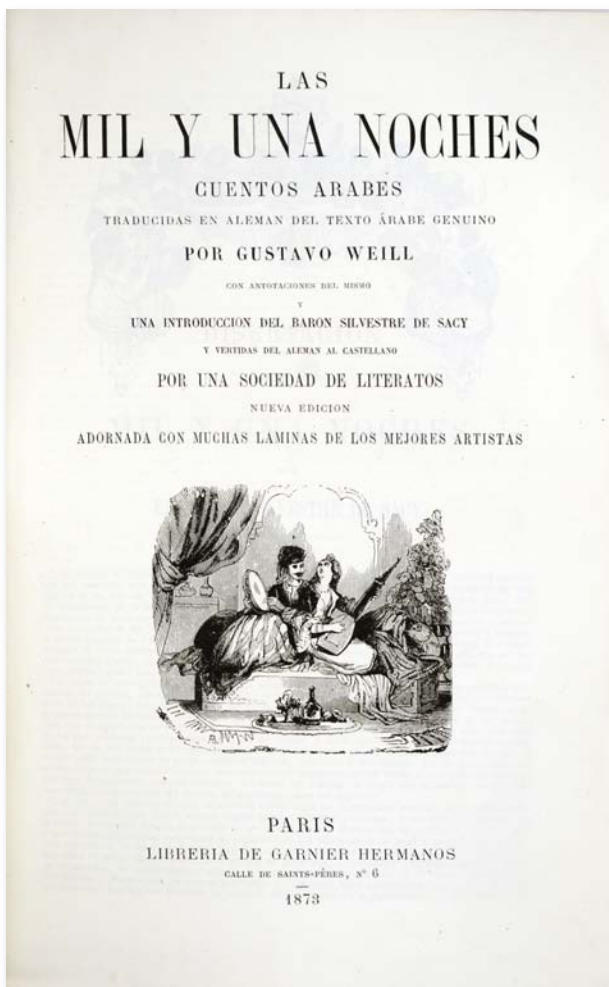 LAS
MIL Y UNA NOCHES
CUENTOS ARABES
TRADUCIDAS EN ALEMAN DEL TEXTO ÁRABE GENUINO
POR GUSTAVO WEILL
CON ANTOTACIONES DEL MISMO
Y
UNA INTRODUCCION DEL BARON SILVESTRE DE SACY
Y VERTIDAS DEL ALEMAN AL CASTELLANO
POR UNA SOCIEDAD DE LITERATOS
NUEVA EDICION
ADORNADA CON MUCHAS LAMINAS DE LOS MEJORES ARTISTAS
PARIS
LIBRERIA DE GARNIER HERMANOS
CALLE DE SAINTS-PÈRES, Nº 6
1873